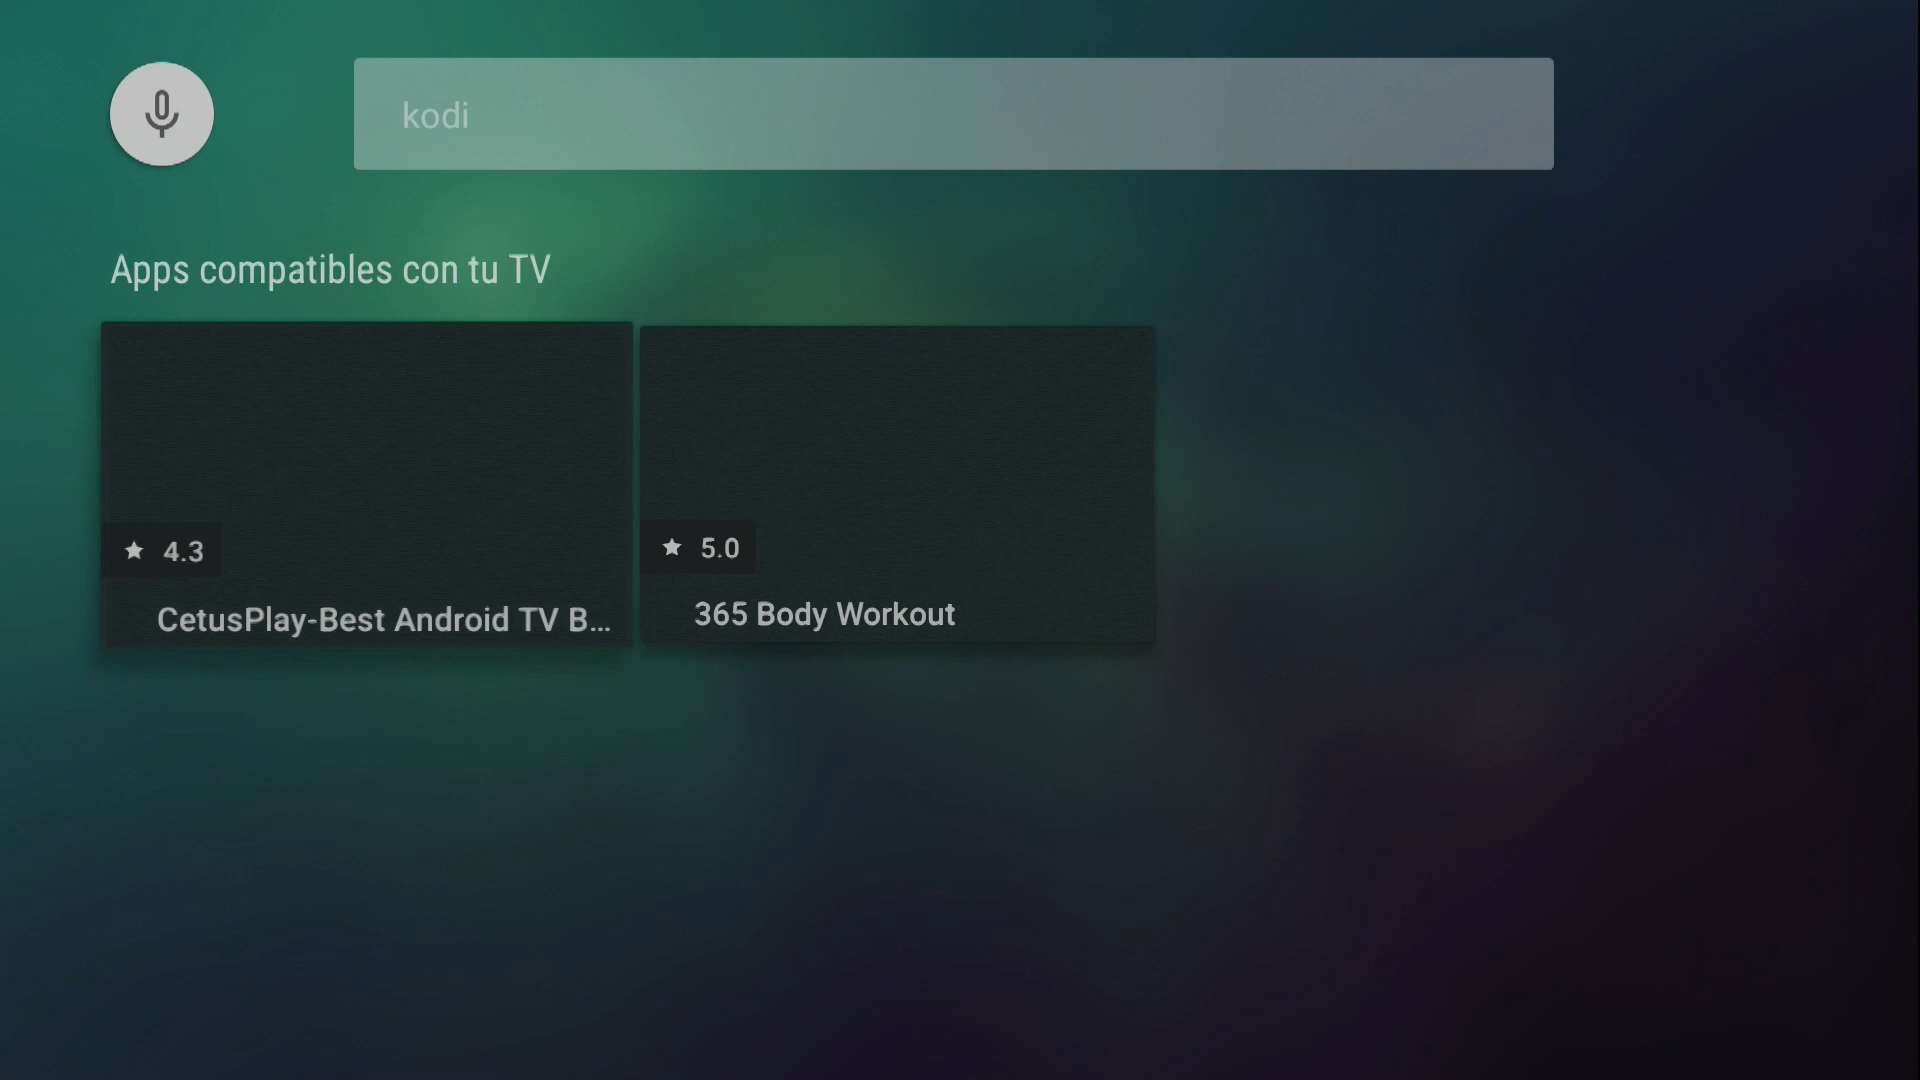 kodi
Apps compatibles con tu TV
4.3
5.0
CetusPlay-Best Android TV B...
365 Body Workout